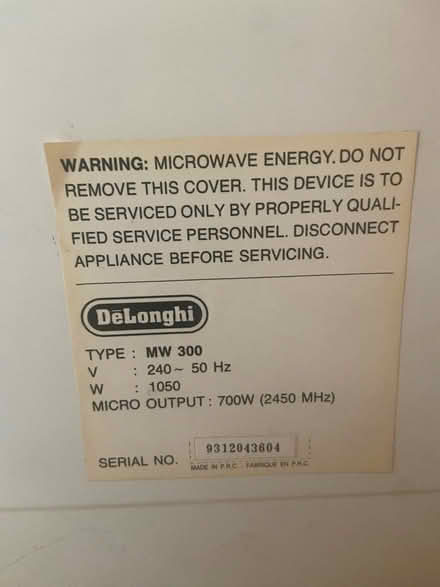 WARNING: MICROWAVE ENERGY. DO NOT
REMOVE THIS COVER. THIS DEVICE IS TO
BE SERVICED ONLY BY PROPERLY QUALI-
FIED SERVICE PERSONNEL. DISCONNECT
APPLIANCE BEFORE SERVICING.
DeLonghi
TYPE : MW 300
V : 240~ 50 Hz
W : 1050
MICRO OUTPUT : 700W (2450 MHz)
SERIAL NO. 9312043604
MADE IN P.R.C. FABRIQUE EN P.R.C.